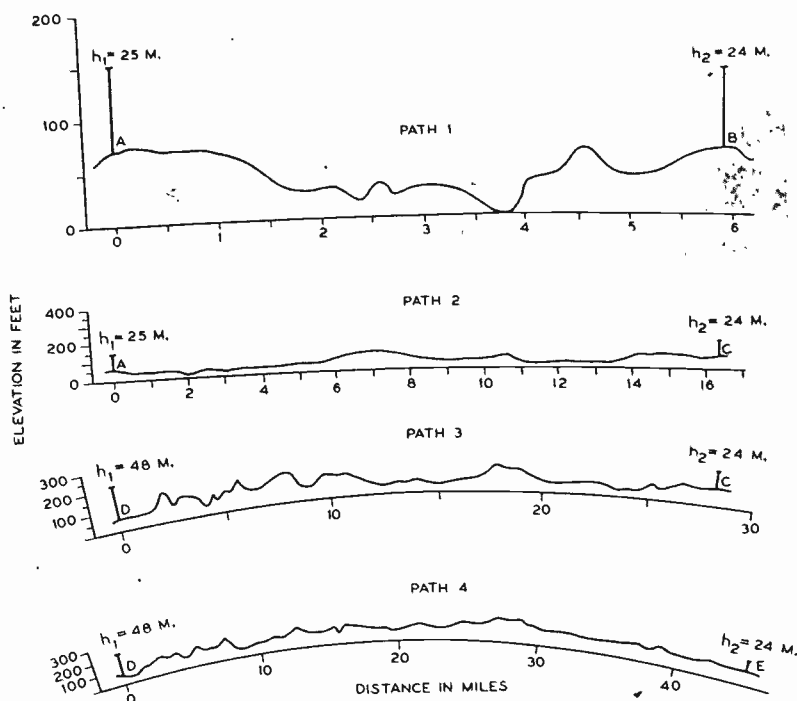 200
100
0
h1 = 25 M.
A
PATH 1
h2 = 24 M.
B
0 2 3 4 5 6
ELEVATION IN FEET
PATH 2
400
200
0
h1 = 25 M.
A
h2 = 24 M.
C
0 2 4 6 8 10 12 14 16
PATH 3
300
200
100
h1 = 48 M.
D
h2 = 24 M.
C
0 10 20 30
PATH 4
300
200
100
h1 = 48 M.
D
h2 = 24 M.
E
0 10 20 30 40
DISTANCE IN MILES